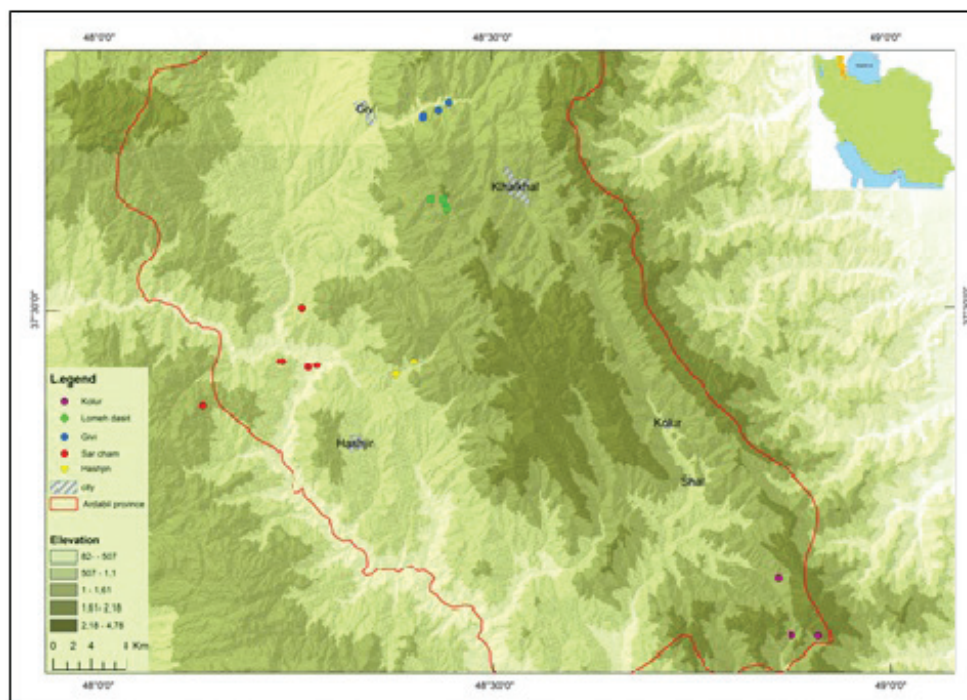 48°0'0"
48°30'0"
49°0'0"
Givi
Khalkhal
37°30'0"
Hashjin
Kolur
Shal
Legend
Kolur
Lomeh dasht
Givi
Sar cham
Hashjin
city
Ardabil province
Elevation
62- - 507
507 - 1.1
1 - 1,61
1,61- 2,18
2,18 - 4,78
0 2 4 8 Km
48°0'0"
48°30'0"
49°0'0"